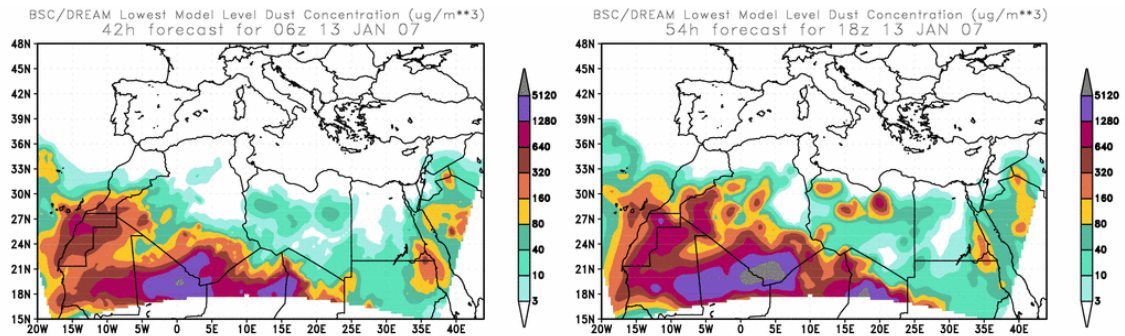 BSC/DREAM Lowest Model Level Dust Concentration (ug/m**3)
42h forecast for 06z 13 JAN 07
48N
45N
42N
39N
36N
33N
30N
27N
24N
21N
18N
15N
20W 15W 10W 5W 0 5E 10E 15E 20E 25E 30E 35E 40E
5120
1280
640
320
160
80
40
10
3
BSC/DREAM Lowest Model Level Dust Concentration (ug/m**3)
54h forecast for 18z 13 JAN 07
48N
45N
42N
39N
36N
33N
30N
27N
24N
21N
18N
15N
20W 15W 10W 5W 0 5E 10E 15E 20E 25E 30E 35E 40E
5120
1280
640
320
160
80
40
10
3